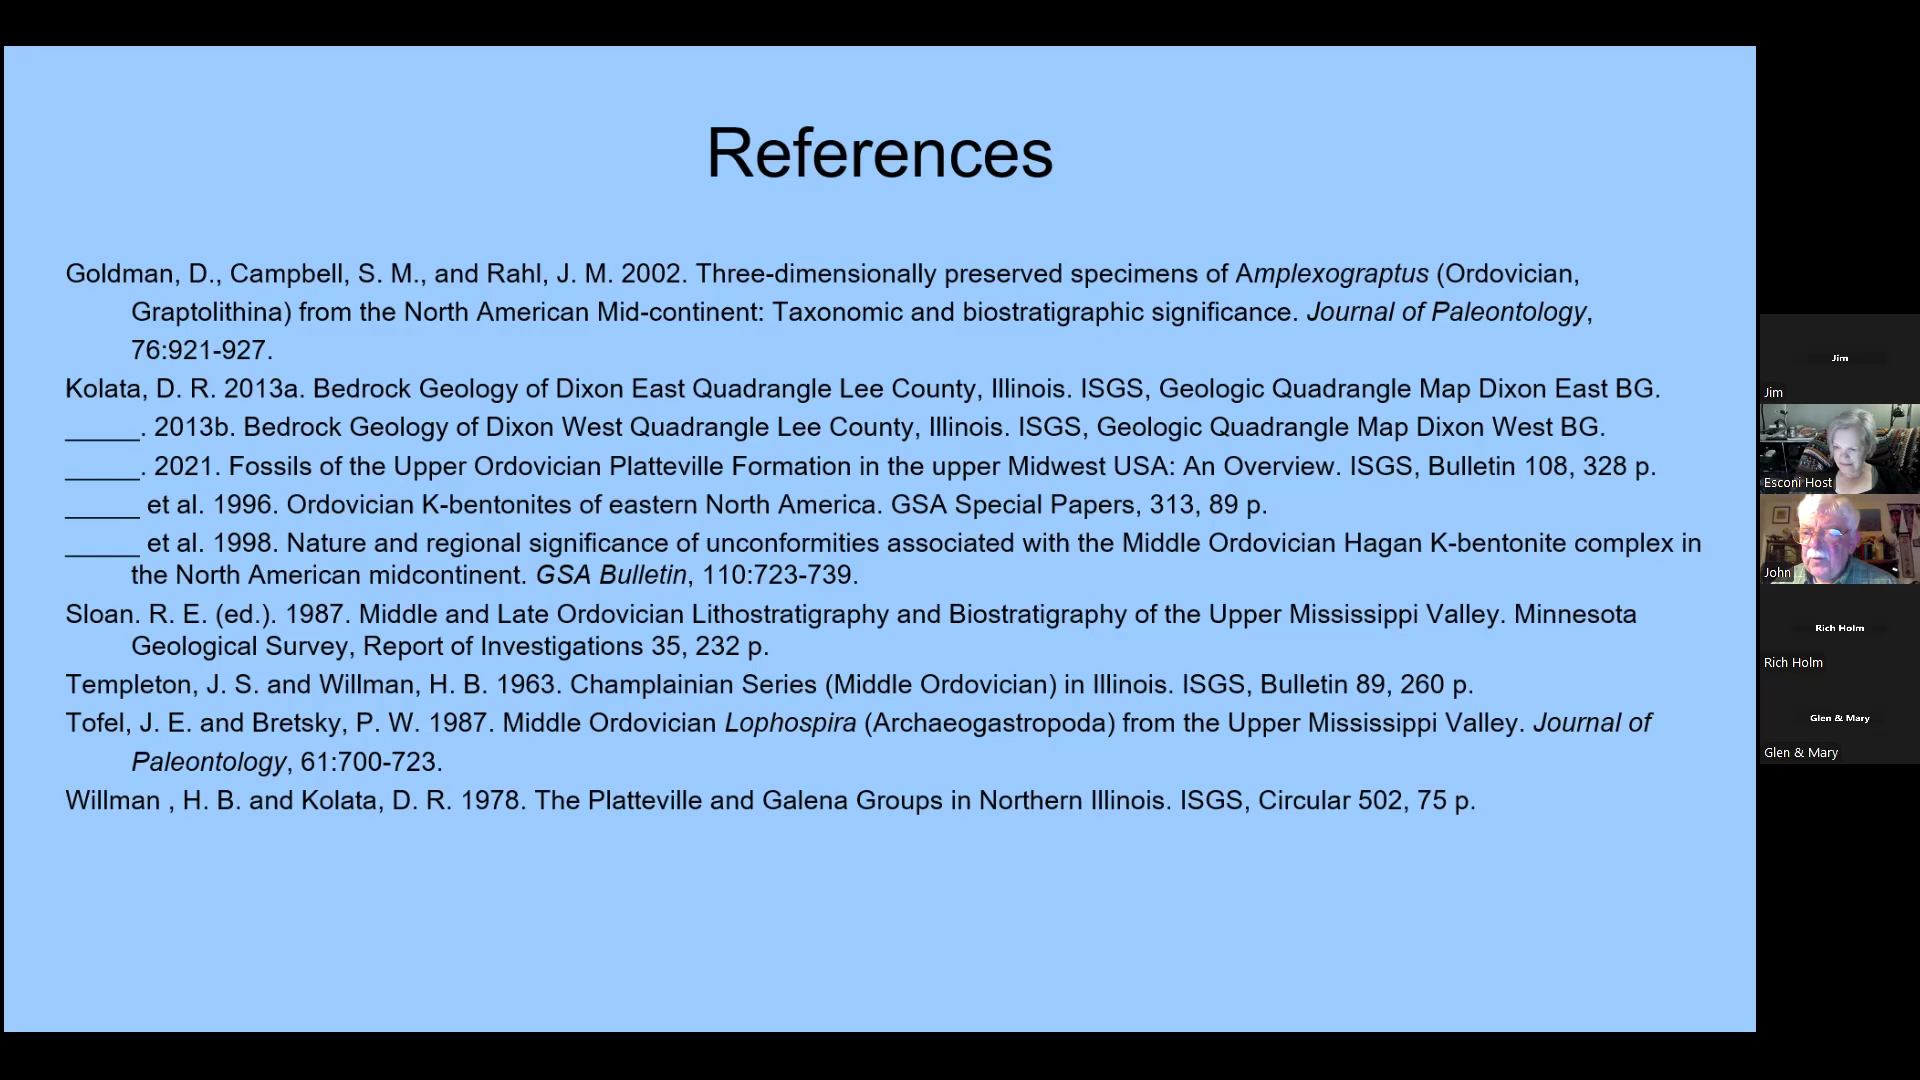 References
Goldman, D., Campbell, S. M., and Rahl, J. M. 2002. Three-dimensionally preserved specimens of Amplexograptus (Ordovician,
Graptolithina) from the North American Mid-continent: Taxonomic and biostratigraphic significance. Journal of Paleontology,
76:921-927.
Kolata, D. R. 2013a. Bedrock Geology of Dixon East Quadrangle Lee County, Illinois. ISGS, Geologic Quadrangle Map Dixon East BG.
_____. 2013b. Bedrock Geology of Dixon West Quadrangle Lee County, Illinois. ISGS, Geologic Quadrangle Map Dixon West BG.
_____. 2021. Fossils of the Upper Ordovician Platteville Formation in the upper Midwest USA: An Overview. ISGS, Bulletin 108, 328 p.
_____ et al. 1996. Ordovician K-bentonites of eastern North America. GSA Special Papers, 313, 89 p.
_____ et al. 1998. Nature and regional significance of unconformities associated with the Middle Ordovician Hagan K-bentonite complex in
the North American midcontinent. GSA Bulletin, 110:723-739.
Sloan. R. E. (ed.). 1987. Middle and Late Ordovician Lithostratigraphy and Biostratigraphy of the Upper Mississippi Valley. Minnesota
Geological Survey, Report of Investigations 35, 232 p.
Templeton, J. S. and Willman, H. B. 1963. Champlainian Series (Middle Ordovician) in Illinois. ISGS, Bulletin 89, 260 p.
Tofel, J. E. and Bretsky, P. W. 1987. Middle Ordovician Lophospira (Archaeogastropoda) from the Upper Mississippi Valley. Journal of
Paleontology, 61:700-723.
Willman , H. B. and Kolata, D. R. 1978. The Platteville and Galena Groups in Northern Illinois. ISGS, Circular 502, 75 p.
Jim
Jim
Esconi Host
John
Rich Holm
Rich Holm
Glen & Mary
Glen & Mary